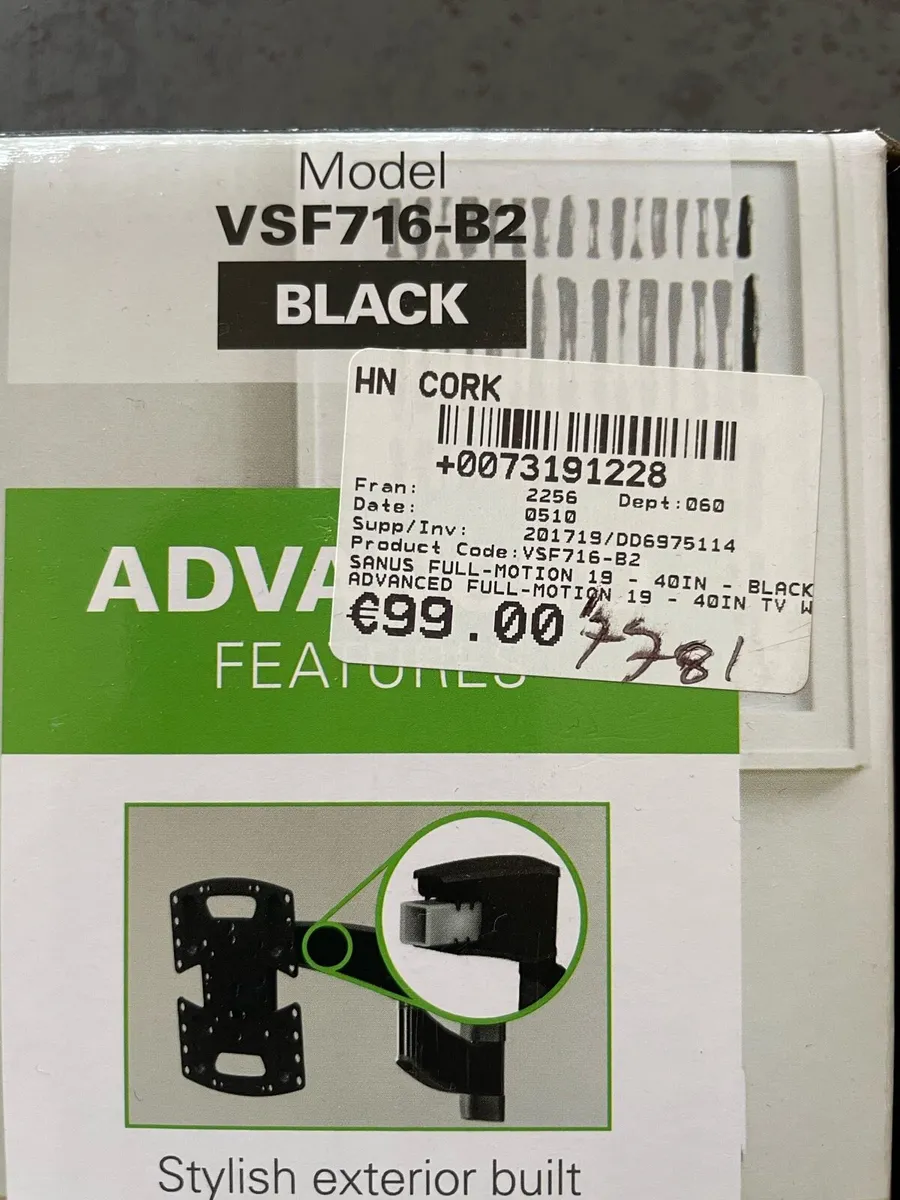 Model
VSF716-B2
BLACK
HN CORK
+0073191228
Fran: 2256 Dept:060
Date: 0510
Supp/Inv: 201719/DD6975114
Product Code:VSF716-B2
SANUS FULL-MOTION 19 - 40IN - BLACK
ADVANCED FULL-MOTION 19 - 40IN TV W
€99.00
ADVA
FEATURES
Stylish exterior built